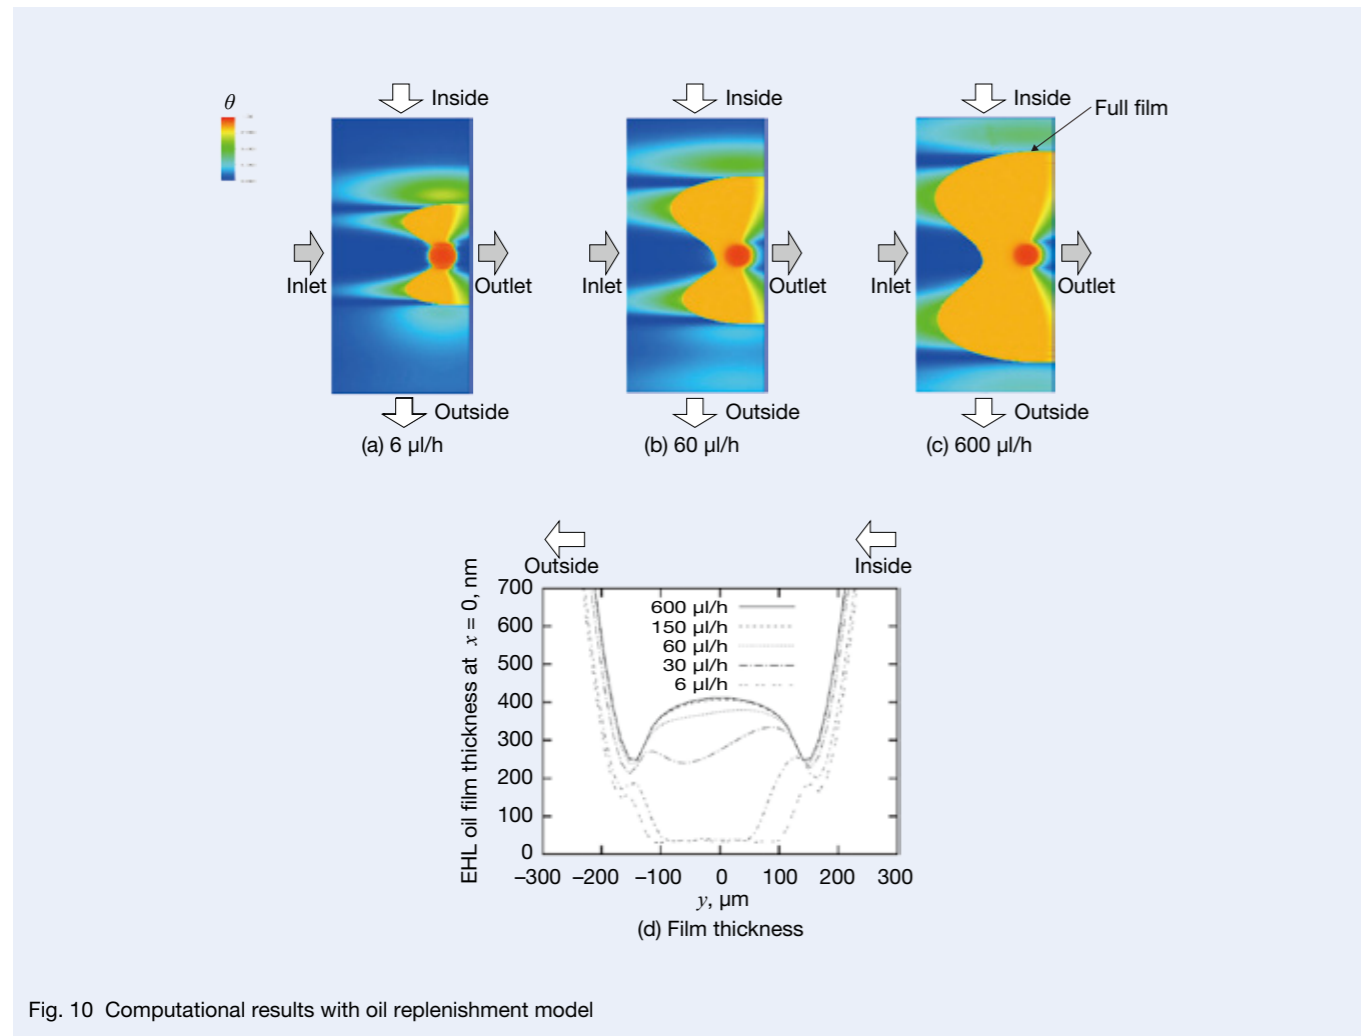 θ
Inside
Inside
Inside
Full film
Inlet
Outlet
Inlet
Outlet
Inlet
Outlet
Outside
Outside
Outside
(a) 6 µl/h
(b) 60 µl/h
(c) 600 µl/h
Outside
Inside
EHL oil film thickness at x = 0, nm
700
600
500
400
300
200
100
0
600 µl/h
150 µl/h
60 µl/h
30 µl/h
6 µl/h
–300 –200 –100 0 100 200 300
y, µm
(d) Film thickness
Fig. 10 Computational results with oil replenishment model